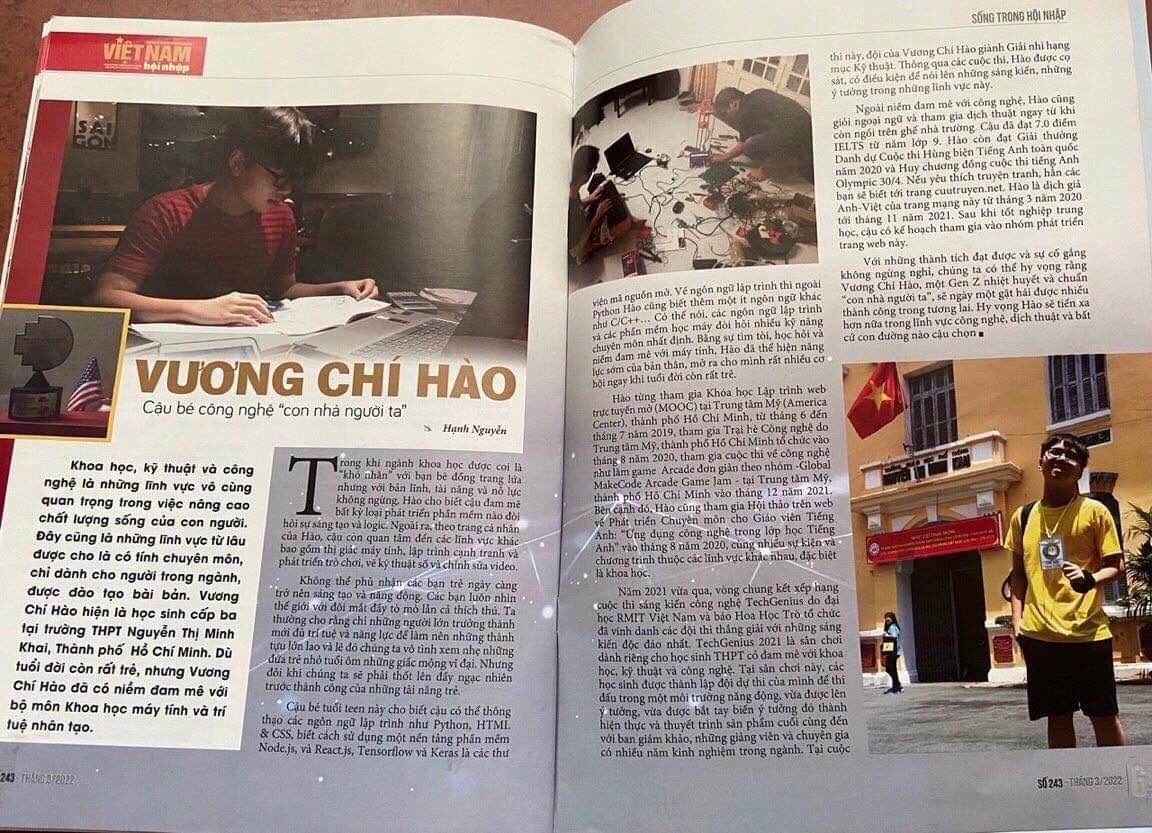 VIỆT NAM
hội nhập
SÀI
GÒN
VƯƠNG CHÍ HÀO
Cậu bé công nghệ “con nhà người ta”
Hạnh Nguyễn
Khoa học, kỹ thuật và công
nghệ là những lĩnh vực vô cùng
quan trọng trong việc nâng cao
chất lượng sống của con người.
Đây cũng là những lĩnh vực từ lâu
được cho là có tính chuyên môn,
chỉ dành cho người trong ngành,
được đào tạo bài bản. Vương
Chí Hào hiện là học sinh cấp ba
tại trường THPT Nguyễn Thị Minh
Khai, Thành phố Hồ Chí Minh. Dù
tuổi đời còn rất trẻ, nhưng Vương
Chí Hào đã có niềm đam mê với
bộ môn Khoa học máy tính và trí
tuệ nhân tạo.
Trong khi ngành khoa học được coi là
“khó nhằn” với bạn bè đồng trang lứa
nhưng với bản lĩnh, tài năng và nỗ lực
không ngừng, Hào cho biết cậu đam mê
bất kỳ loại phát triển phần mềm nào đòi
hỏi sự sáng tạo và logic. Ngoài ra, theo trang cá nhân
của Hào, cậu còn quan tâm đến các lĩnh vực khác
bao gồm thị giác máy tính, lập trình cạnh tranh và
phát triển trò chơi, vẽ kỹ thuật số và chỉnh sửa video.
Không thể phủ nhận các bạn trẻ ngày càng
trở nên sáng tạo và năng động. Các bạn luôn nhìn
thế giới với đôi mắt đầy tò mò lẫn cả thích thú. Ta
thường cho rằng chỉ những người lớn trưởng thành
mới đủ trí tuệ và năng lực để làm nên những thành
tựu lớn lao và lẽ đó chúng ta vô tình xem nhẹ những
đứa trẻ nhỏ tuổi ôm những giấc mộng vĩ đại. Nhưng
đôi khi chúng ta sẽ phải thốt lên đầy ngạc nhiên
trước thành công của những tài năng trẻ.
Cậu bé tuổi teen này cho biết cậu có thể thông
thạo các ngôn ngữ lập trình như Python, HTML
& CSS, biết cách sử dụng một nền tảng phần mềm
Node.js, và React.js, Tensorflow và Keras là các thư
243 - THÁNG 3/2022
SỐNG TRONG HỘI NHẬP
viện mã nguồn mở. Về ngôn ngữ lập trình thì ngoài
Python Hào cũng biết thêm một ít ngôn ngữ khác
như C/C++… Có thể nói, các ngôn ngữ lập trình
và các phần mềm học máy đòi hỏi nhiều kỹ năng
chuyên môn nhất định. Bằng sự tìm tòi, học hỏi và
niềm đam mê với máy tính, Hào đã thể hiện năng
lực sớm của bản thân, mở ra cho mình rất nhiều cơ
hội ngay khi tuổi đời còn rất trẻ.
Hào từng tham gia Khóa học Lập trình web
trực tuyến mở (MOOC) tại Trung tâm Mỹ (America
Center), thành phố Hồ Chí Minh, từ tháng 6 đến
tháng 7 năm 2019, tham gia Trại hè Công nghệ do
Trung tâm Mỹ, thành phố Hồ Chí Minh tổ chức vào
tháng 8 năm 2020, tham gia cuộc thi về công nghệ
như làm game Arcade đơn giản theo nhóm -Global
MakeCode Arcade Game Jam - tại Trung tâm Mỹ,
thành phố Hồ Chí Minh vào tháng 12 năm 2021.
Bên cạnh đó, Hào cũng tham gia Hội thảo trên web
về Phát triển Chuyên môn cho Giáo viên Tiếng
Anh: “Ứng dụng công nghệ trong lớp học Tiếng
Anh” vào tháng 8 năm 2020, cùng nhiều sự kiện và
chương trình thuộc các lĩnh vực khác nhau, đặc biệt
là khoa học.
Năm 2021 vừa qua, vòng chung kết xếp hạng
cuộc thi sáng kiến công nghệ TechGenius do đại
học RMIT Việt Nam và báo Hoa Học Trò tổ chức
đã vinh danh các đội thi thắng giải với những sáng
kiến độc đáo nhất. TechGenius 2021 là sân chơi
dành riêng cho học sinh THPT có đam mê với khoa
học, kỹ thuật và công nghệ. Tại sân chơi này, các
học sinh được thành lập đội dự thi của mình để thi
đấu trong một môi trường năng động, vừa được lên
ý tưởng, vừa được bắt tay biến ý tưởng đó thành
hiện thực và thuyết trình sản phẩm cuối cùng đến
với ban giám khảo, những giảng viên và chuyên gia
có nhiều năm kinh nghiệm trong ngành. Tại cuộc
thi này, đội của Vương Chí Hào giành Giải nhì hạng
mục Kỹ thuật. Thông qua các cuộc thi, Hào được cọ
sát, có điều kiện để nói lên những sáng kiến, những
ý tưởng trong những lĩnh vực này.
Ngoài niềm đam mê với công nghệ, Hào cũng
giỏi ngoại ngữ và tham gia dịch thuật ngay từ khi
còn ngồi trên ghế nhà trường. Cậu đã đạt 7.0 điểm
IELTS từ năm lớp 9. Hào còn đạt Giải thưởng
Danh dự Cuộc thi Hùng biện Tiếng Anh toàn quốc
năm 2020 và Huy chương đồng cuộc thi tiếng Anh
Olympic 30/4. Nếu yêu thích truyện tranh, hẳn các
bạn sẽ biết tới trang cuutruyen.net. Hào là dịch giả
Anh-Việt của trang mạng này từ tháng 3 năm 2020
tới tháng 11 năm 2021. Sau khi tốt nghiệp trung
học, cậu có kế hoạch tham gia vào nhóm phát triển
trang web này.
Với những thành tích đạt được và sự cố gắng
không ngừng nghỉ, chúng ta có thể hy vọng rằng
Vương Chí Hào, một Gen Z nhiệt huyết và chuẩn
“con nhà người ta”, sẽ ngày một gặt hái được nhiều
thành công trong tương lai. Hy vọng Hào sẽ tiến xa
hơn nữa trong lĩnh vực công nghệ, dịch thuật và bất
cứ con đường nào cậu chọn ■
SỐ 243 - THÁNG 3/2022
6